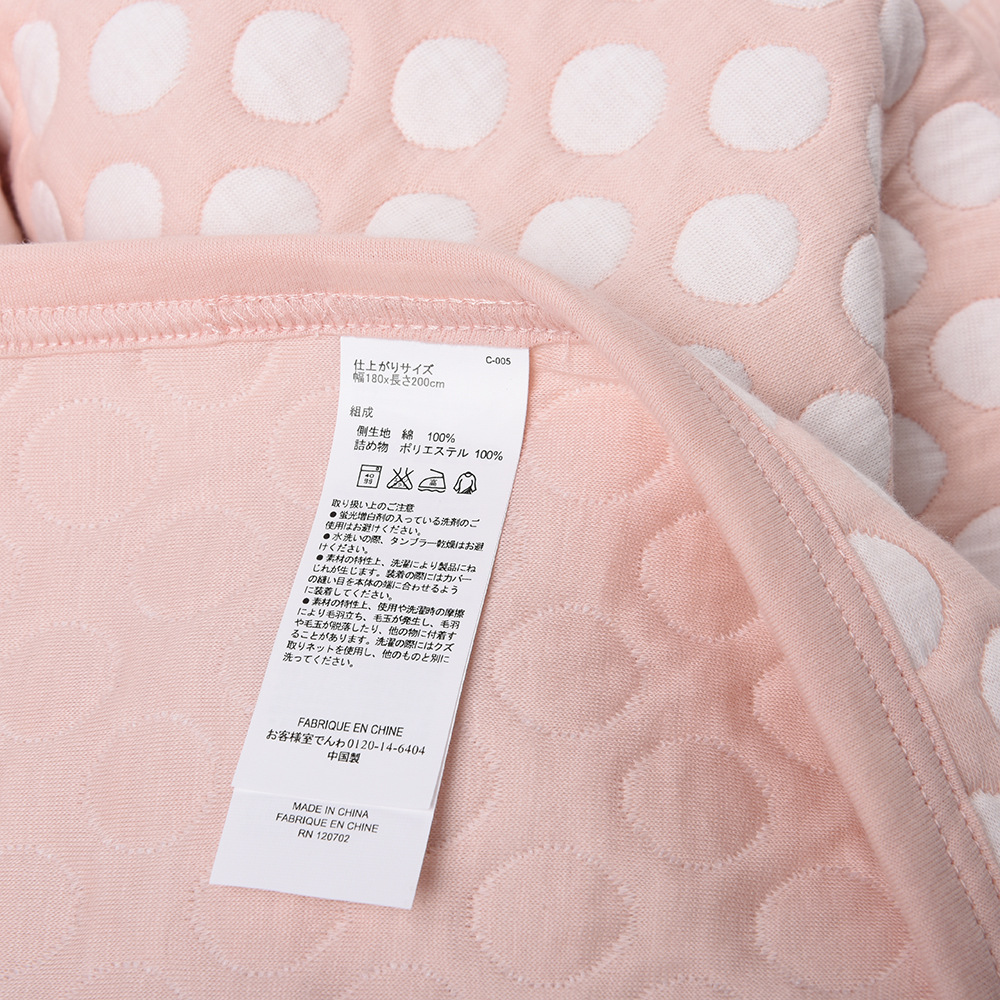 C-005
仕上がりサイズ
幅180x長さ200cm
組成
側生地 綿 100%
詰め物 ポリエステル 100%
40
弱
高
取り扱い上のご注意
●蛍光増白剤の入っている洗剤のご
使用はお避けください。
●水洗いの際、タンブラー乾燥はお避
けください。
●素材の特性上、洗濯により製品にね
じれが生じます。装着の際にはカバー
の縫い目を本体の端に合わせるよう
に装着してください。
●素材の特性上、使用や洗濯時の摩擦
により毛羽立ち、毛玉が発生し、毛羽
や毛玉が脱落したり、他の物に付着す
ることがあります。洗濯の際にはクズ
取りネットを使用し、他のものと別に
洗ってください。
FABRIQUE EN CHINE
お客様室でんわ0120-14-6404
中国製
MADE IN CHINA
FABRIQUE EN CHINE
RN 120702